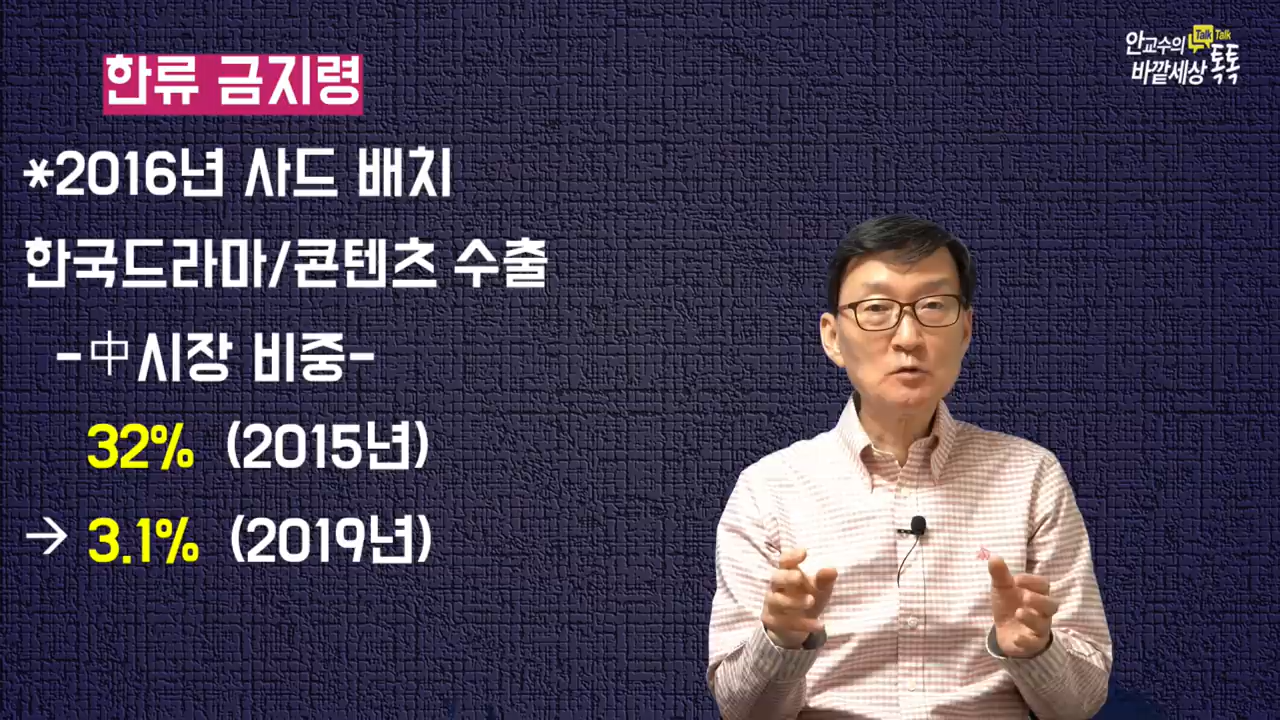 한류 금지령
*2016년 사드 배치
한국드라마/콘텐츠 수출
-中시장 비중-
32% (2015년)
→ 3.1% (2019년)
안교수의 Talk Talk
바깥세상 톡톡